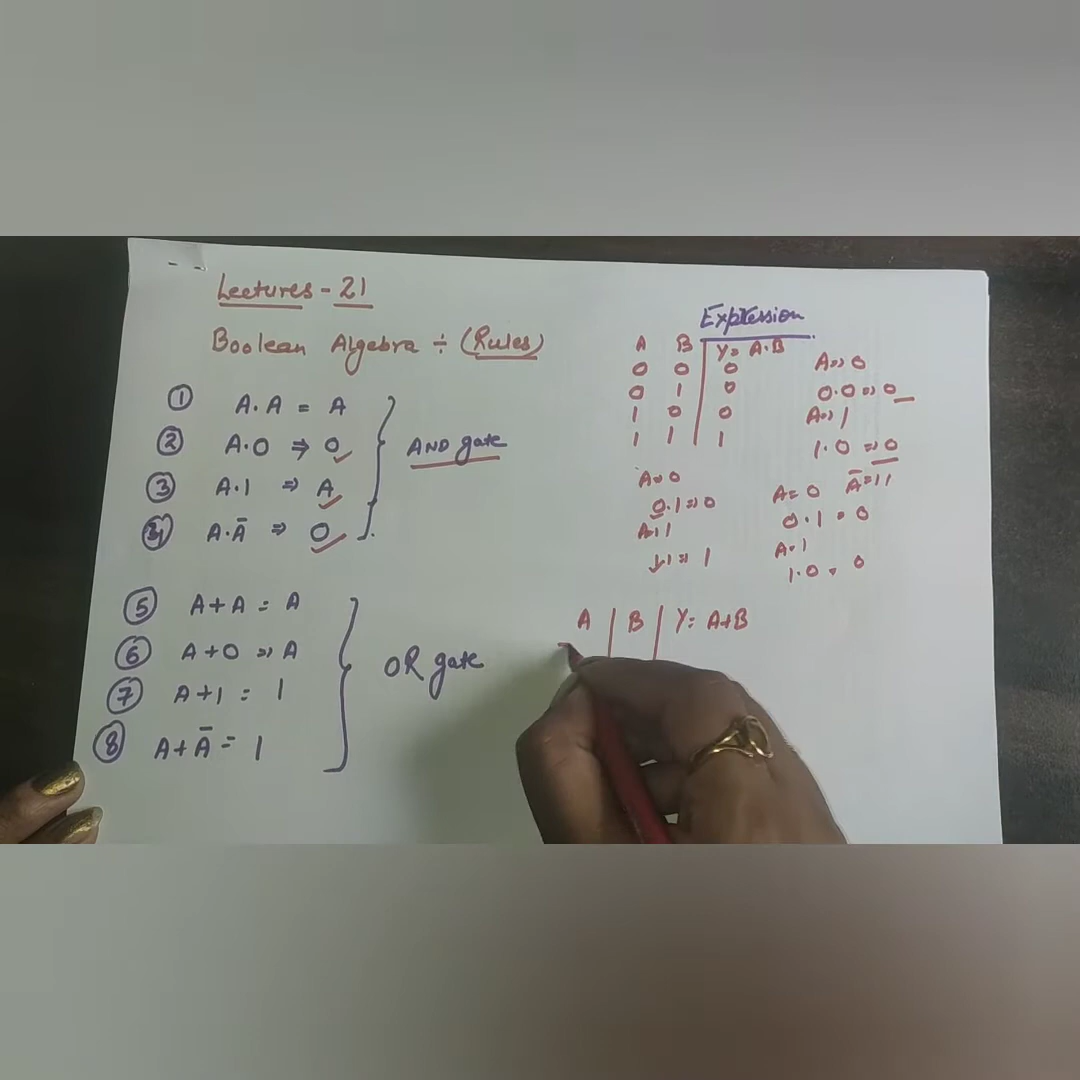 Lectures - 21
Boolean Algebra ÷ (Rules)
① A.A = A
② A.0 ⇒ 0
③ A.1 ⇒ A
④ A.Ā ⇒ 0
AND gate
⑤ A+A = A
⑥ A+0 ⇒ A
⑦ A+1 = 1
⑧ A+Ā = 1
OR gate
Expression
A B Y= A.B
0 0 0
0 1 0
1 0 0
1 1 1
A⇒0
0.0⇒0
A⇒1
1.0 ⇒0
A⇒0
0.1⇒0
A=1
1.1= 1
A=0 Ā=1
0.1=0
A=1
1.0= 0
A B Y= A+B